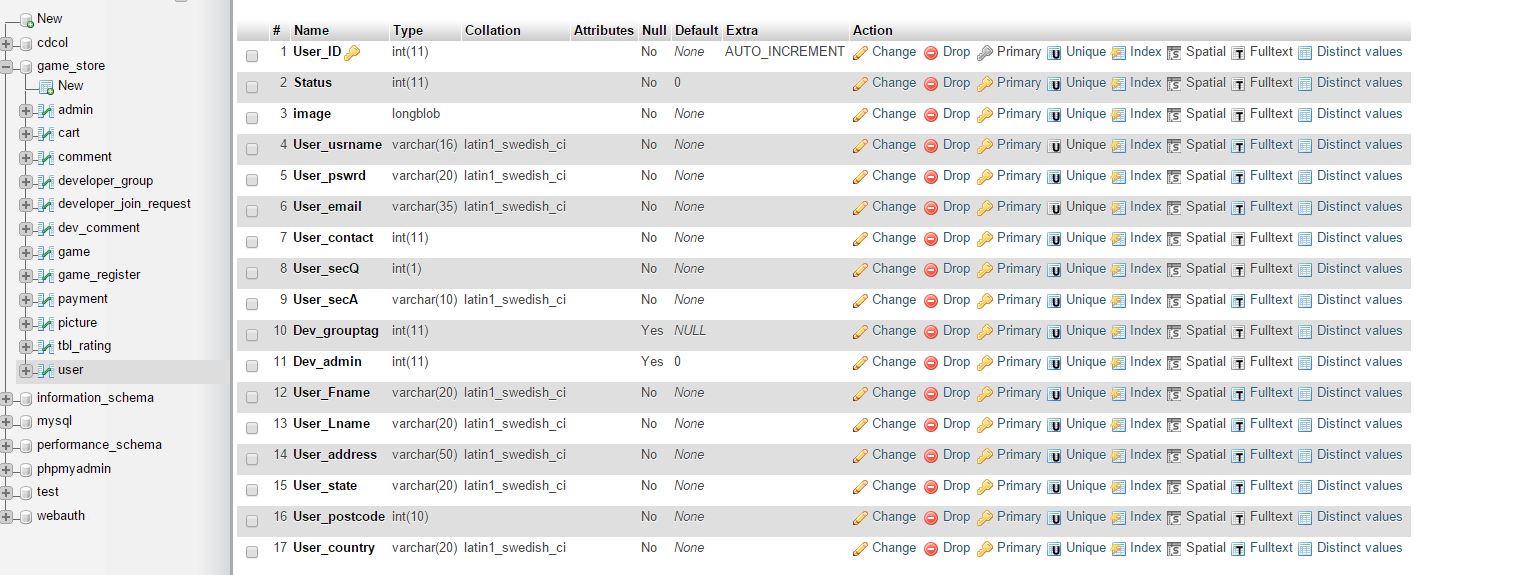 New
cdcol
game_store
New
admin
cart
comment
developer_group
developer_join_request
dev_comment
game
game_register
payment
picture
tbl_rating
user
information_schema
mysql
performance_schema
phpmyadmin
test
webauth
# Name Type Collation Attributes Null Default Extra Action
1 User_ID int(11) No None AUTO_INCREMENT Change Drop Primary Unique Index Spatial Fulltext Distinct values
2 Status int(11) No 0 Change Drop Primary Unique Index Spatial Fulltext Distinct values
3 image longblob No None Change Drop Primary Unique Index Spatial Fulltext Distinct values
4 User_usrname varchar(16) latin1_swedish_ci No None Change Drop Primary Unique Index Spatial Fulltext Distinct values
5 User_pswrd varchar(20) latin1_swedish_ci No None Change Drop Primary Unique Index Spatial Fulltext Distinct values
6 User_email varchar(35) latin1_swedish_ci No None Change Drop Primary Unique Index Spatial Fulltext Distinct values
7 User_contact int(11) No None Change Drop Primary Unique Index Spatial Fulltext Distinct values
8 User_secQ int(1) No None Change Drop Primary Unique Index Spatial Fulltext Distinct values
9 User_secA varchar(10) latin1_swedish_ci No None Change Drop Primary Unique Index Spatial Fulltext Distinct values
10 Dev_grouptag int(11) Yes NULL Change Drop Primary Unique Index Spatial Fulltext Distinct values
11 Dev_admin int(11) Yes 0 Change Drop Primary Unique Index Spatial Fulltext Distinct values
12 User_Fname varchar(20) latin1_swedish_ci No None Change Drop Primary Unique Index Spatial Fulltext Distinct values
13 User_Lname varchar(20) latin1_swedish_ci No None Change Drop Primary Unique Index Spatial Fulltext Distinct values
14 User_address varchar(50) latin1_swedish_ci No None Change Drop Primary Unique Index Spatial Fulltext Distinct values
15 User_state varchar(20) latin1_swedish_ci No None Change Drop Primary Unique Index Spatial Fulltext Distinct values
16 User_postcode int(10) No None Change Drop Primary Unique Index Spatial Fulltext Distinct values
17 User_country varchar(20) latin1_swedish_ci No None Change Drop Primary Unique Index Spatial Fulltext Distinct values